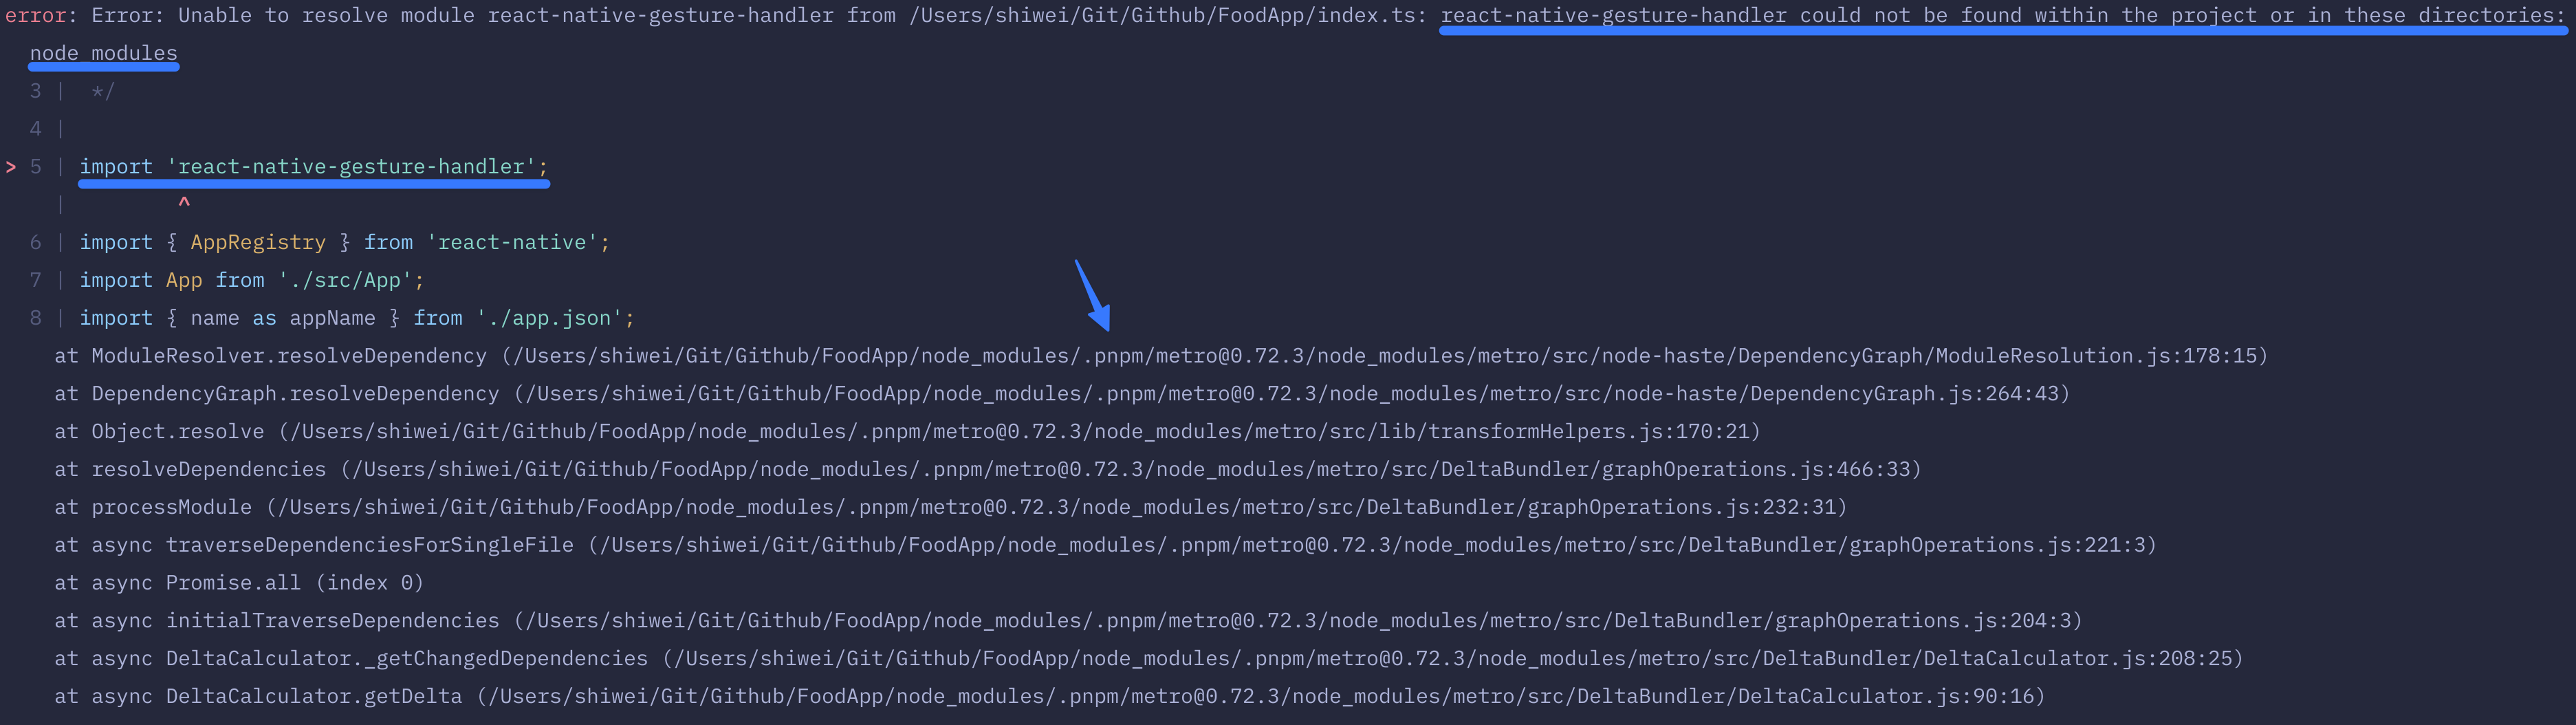 error: Error: Unable to resolve module react-native-gesture-handler from /Users/shiwei/Git/Github/FoodApp/index.ts: react-native-gesture-handler could not be found within the project or in these directories:
node_modules
3 | */
4 |
> 5 | import 'react-native-gesture-handler';
| ^
6 | import { AppRegistry } from 'react-native';
7 | import App from './src/App';
8 | import { name as appName } from './app.json';
at ModuleResolver.resolveDependency (/Users/shiwei/Git/Github/FoodApp/node_modules/.pnpm/metro@0.72.3/node_modules/metro/src/node-haste/DependencyGraph/ModuleResolution.js:178:15)
at DependencyGraph.resolveDependency (/Users/shiwei/Git/Github/FoodApp/node_modules/.pnpm/metro@0.72.3/node_modules/metro/src/node-haste/DependencyGraph.js:264:43)
at Object.resolve (/Users/shiwei/Git/Github/FoodApp/node_modules/.pnpm/metro@0.72.3/node_modules/metro/src/lib/transformHelpers.js:170:21)
at resolveDependencies (/Users/shiwei/Git/Github/FoodApp/node_modules/.pnpm/metro@0.72.3/node_modules/metro/src/DeltaBundler/graphOperations.js:466:33)
at processModule (/Users/shiwei/Git/Github/FoodApp/node_modules/.pnpm/metro@0.72.3/node_modules/metro/src/DeltaBundler/graphOperations.js:232:31)
at async traverseDependenciesForSingleFile (/Users/shiwei/Git/Github/FoodApp/node_modules/.pnpm/metro@0.72.3/node_modules/metro/src/DeltaBundler/graphOperations.js:221:3)
at async Promise.all (index 0)
at async initialTraverseDependencies (/Users/shiwei/Git/Github/FoodApp/node_modules/.pnpm/metro@0.72.3/node_modules/metro/src/DeltaBundler/graphOperations.js:204:3)
at async DeltaCalculator._getChangedDependencies (/Users/shiwei/Git/Github/FoodApp/node_modules/.pnpm/metro@0.72.3/node_modules/metro/src/DeltaBundler/DeltaCalculator.js:208:25)
at async DeltaCalculator.getDelta (/Users/shiwei/Git/Github/FoodApp/node_modules/.pnpm/metro@0.72.3/node_modules/metro/src/DeltaBundler/DeltaCalculator.js:90:16)